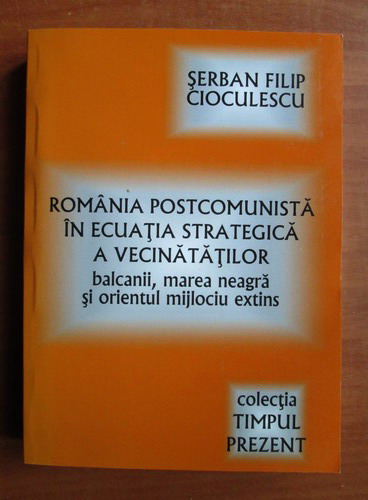 ŞERBAN FILIP
CIOCULESCU
ROMÂNIA POSTCOMUNISTĂ
ÎN ECUAŢIA STRATEGICĂ
A VECINĂTĂŢILOR
balcanii, marea neagră
şi orientul mijlociu extins
colecţia
TIMPUL
PREZENT